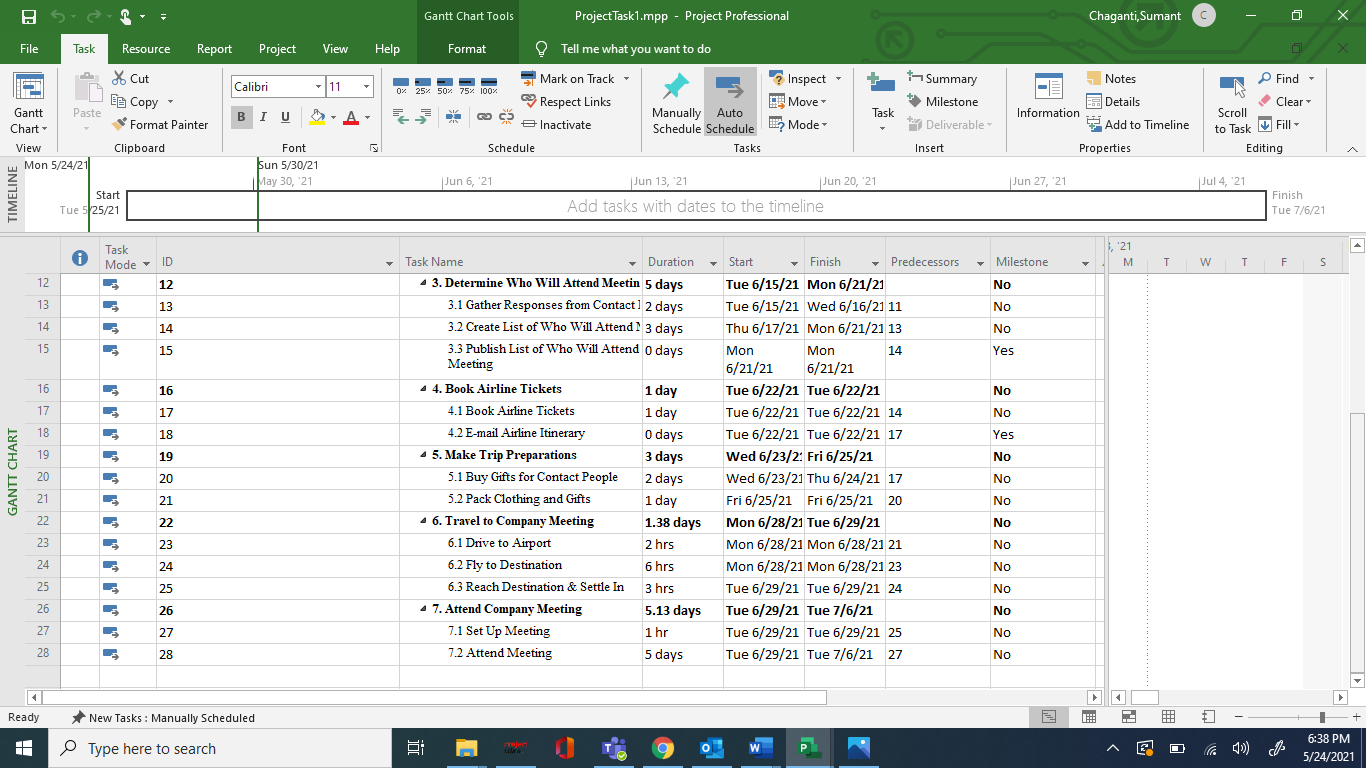 Gantt Chart Tools
ProjectTask1.mpp - Project Professional
Chaganti,Sumant C
File Task Resource Report Project View Help Format Tell me what you want to do
Gantt Chart
View
Paste
Cut
Copy
Format Painter
Clipboard
Calibri 11
B I U A
Font
0% 25% 50% 75% 100%
Mark on Track
Respect Links
Inactivate
Schedule
Manually Schedule
Auto Schedule
Inspect
Move
Mode
Tasks
Task
Summary
Milestone
Deliverable
Insert
Information
Notes
Details
Add to Timeline
Properties
Scroll to Task
Find
Clear
Fill
Editing
TIMELINE
Mon 5/24/21 Sun 5/30/21
May 30, '21 Jun 6, '21 Jun 13, '21 Jun 20, '21 Jun 27, '21 Jul 4, '21
Start
Tue 5/25/21
Add tasks with dates to the timeline
Finish
Tue 7/6/21
GANTT CHART
Task Mode ID Task Name Duration Start Finish Predecessors Milestone
, '21
M T W T F S
12 12 3. Determine Who Will Attend Meetin 5 days Tue 6/15/21 Mon 6/21/21 No
13 13 3.1 Gather Responses from Contact 2 days Tue 6/15/21 Wed 6/16/21 11 No
14 14 3.2 Create List of Who Will Attend 3 days Thu 6/17/21 Mon 6/21/21 13 No
15 15 3.3 Publish List of Who Will Attend Meeting 0 days Mon 6/21/21 Mon 6/21/21 14 Yes
16 16 4. Book Airline Tickets 1 day Tue 6/22/21 Tue 6/22/21 No
17 17 4.1 Book Airline Tickets 1 day Tue 6/22/21 Tue 6/22/21 14 No
18 18 4.2 E-mail Airline Itinerary 0 days Tue 6/22/21 Tue 6/22/21 17 Yes
19 19 5. Make Trip Preparations 3 days Wed 6/23/21 Fri 6/25/21 No
20 20 5.1 Buy Gifts for Contact People 2 days Wed 6/23/21 Thu 6/24/21 17 No
21 21 5.2 Pack Clothing and Gifts 1 day Fri 6/25/21 Fri 6/25/21 20 No
22 22 6. Travel to Company Meeting 1.38 days Mon 6/28/21 Tue 6/29/21 No
23 23 6.1 Drive to Airport 2 hrs Mon 6/28/21 Mon 6/28/21 21 No
24 24 6.2 Fly to Destination 6 hrs Mon 6/28/21 Mon 6/28/21 23 No
25 25 6.3 Reach Destination & Settle In 3 hrs Tue 6/29/21 Tue 6/29/21 24 No
26 26 7. Attend Company Meeting 5.13 days Tue 6/29/21 Tue 7/6/21 No
27 27 7.1 Set Up Meeting 1 hr Tue 6/29/21 Tue 6/29/21 25 No
28 28 7.2 Attend Meeting 5 days Tue 6/29/21 Tue 7/6/21 27 No
Ready New Tasks : Manually Scheduled
Type here to search
6:38 PM
5/24/2021